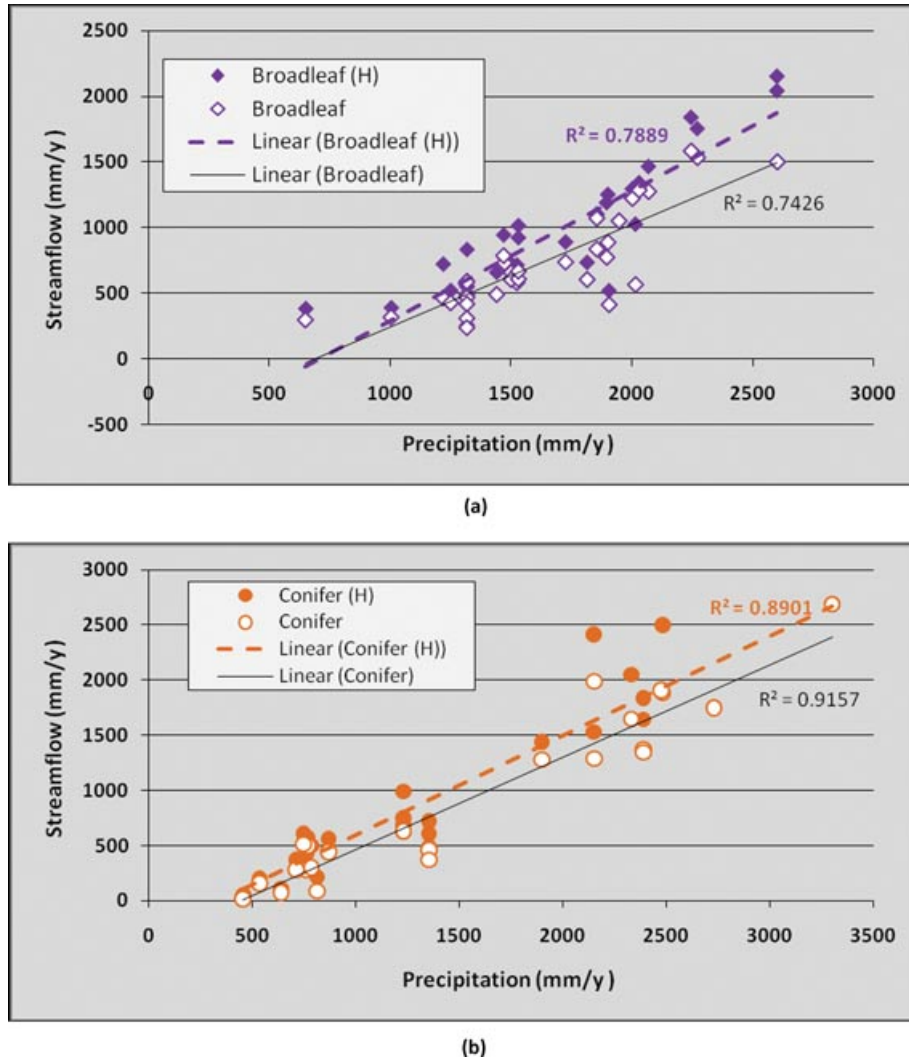 2500
2000
1500
1000
500
0
-500
Streamflow (mm/y)
Broadleaf (H)
Broadleaf
Linear (Broadleaf (H))
Linear (Broadleaf)
R² = 0.7889
R² = 0.7426
0 500 1000 1500 2000 2500 3000
Precipitation (mm/y)
(a)
3000
2500
2000
1500
1000
500
0
Streamflow (mm/y)
Conifer (H)
Conifer
Linear (Conifer (H))
Linear (Conifer)
R² = 0.8901
R² = 0.9157
0 500 1000 1500 2000 2500 3000 3500
Precipitation (mm/y)
(b)